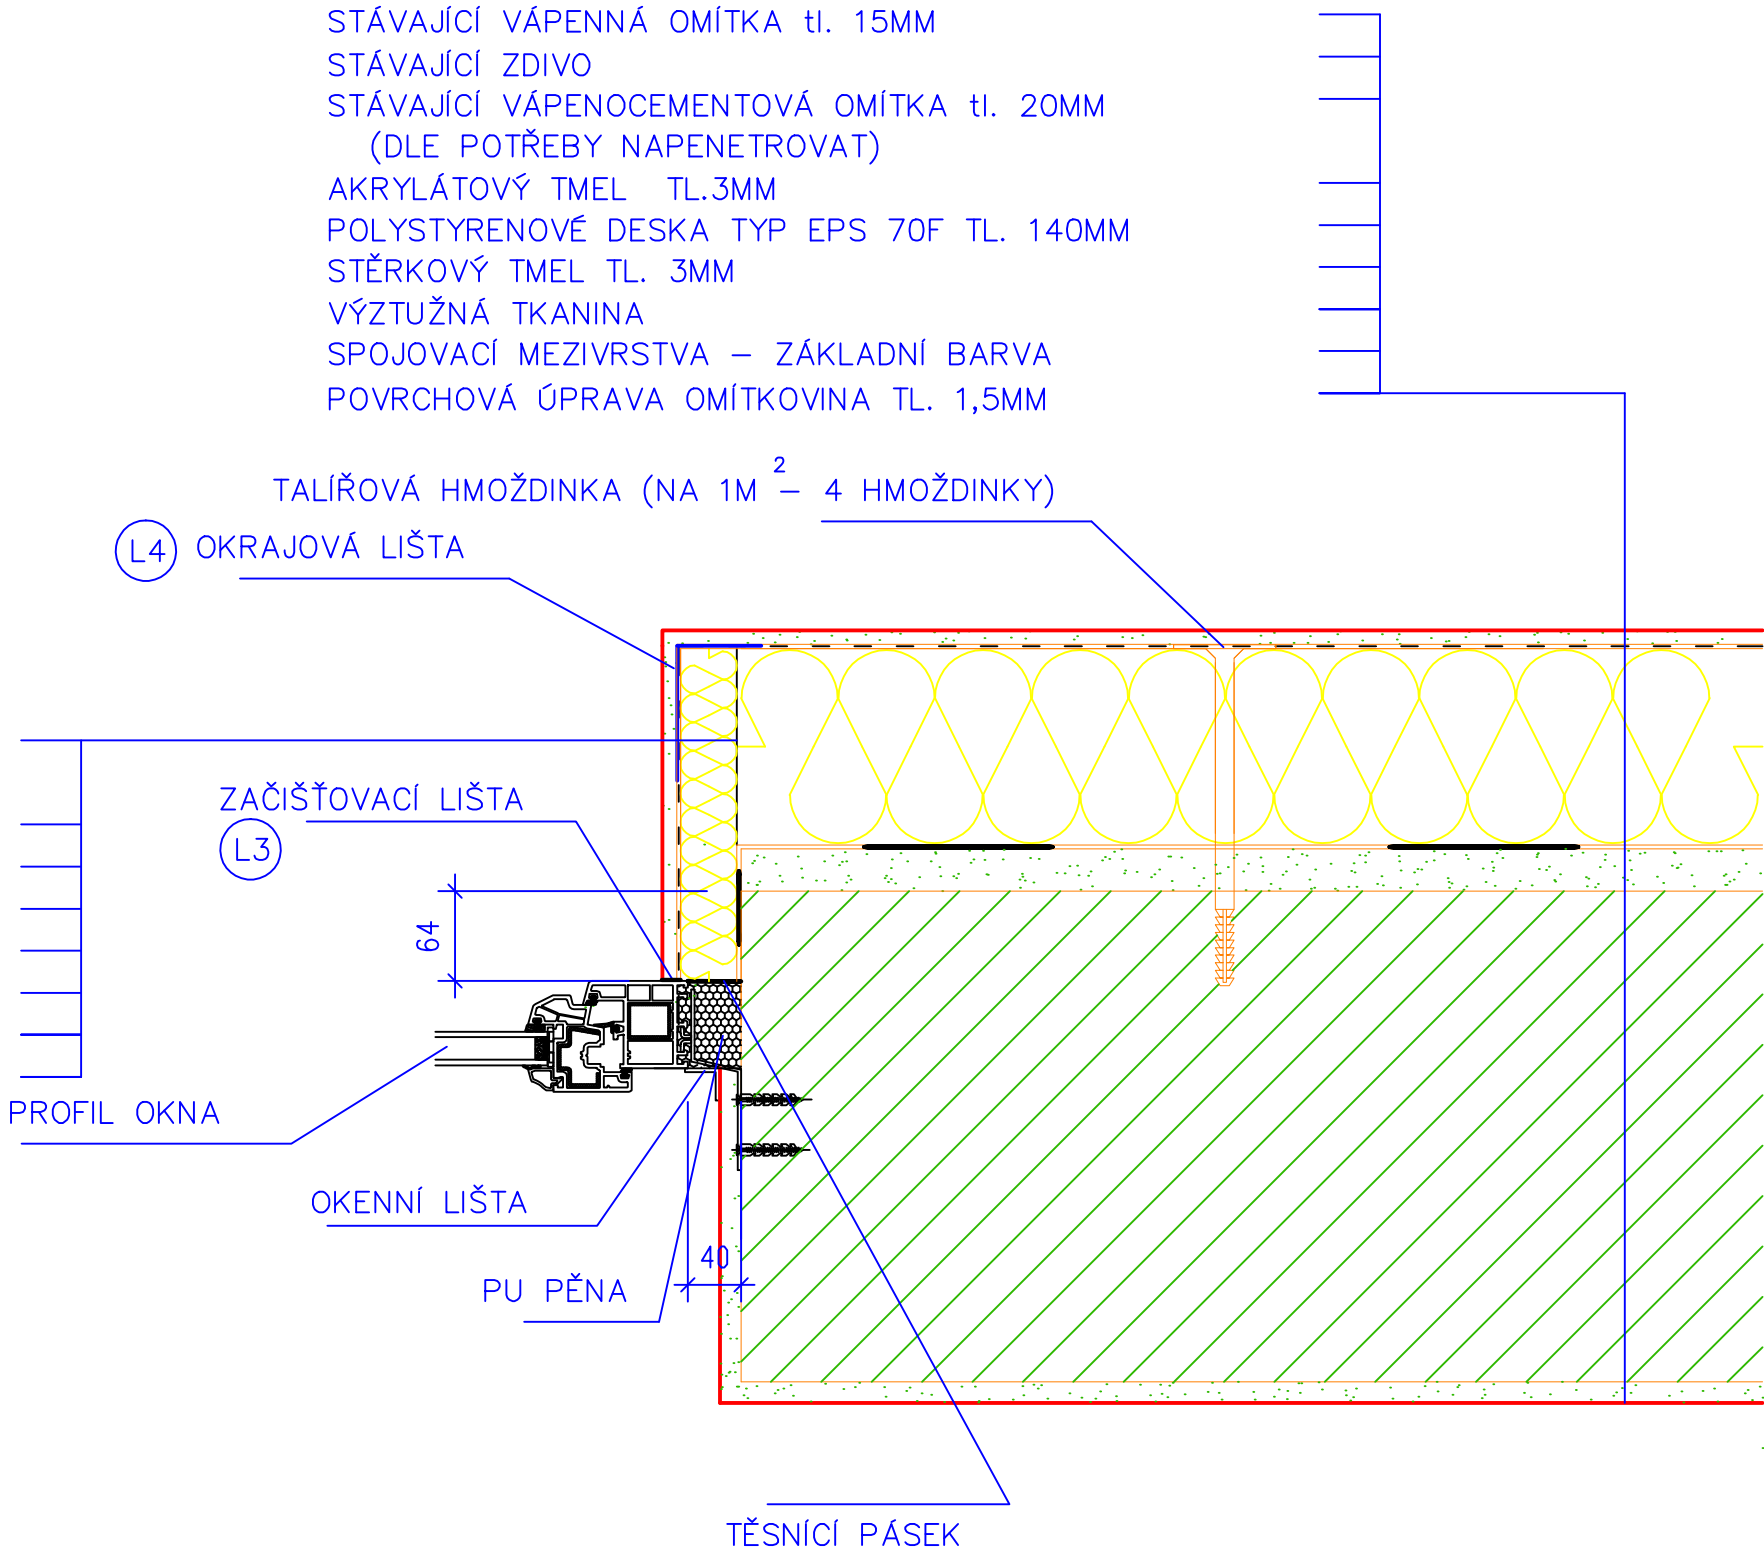 STÁVAJÍCÍ VÁPENNÁ OMÍTKA tl. 15MM
STÁVAJÍCÍ ZDIVO
STÁVAJÍCÍ VÁPENOCEMENTOVÁ OMÍTKA tl. 20MM
(DLE POTŘEBY NAPENETROVAT)
AKRYLÁTOVÝ TMEL TL.3MM
POLYSTYRENOVÉ DESKA TYP EPS 70F TL. 140MM
STĚRKOVÝ TMEL TL. 3MM
VÝZTUŽNÁ TKANINA
SPOJOVACÍ MEZIVRSTVA – ZÁKLADNÍ BARVA
POVRCHOVÁ ÚPRAVA OMÍTKOVINA TL. 1,5MM
TALÍŘOVÁ HMOŽDINKA (NA 1M² – 4 HMOŽDINKY)
L4 OKRAJOVÁ LIŠTA
ZAČIŠŤOVACÍ LIŠTA
L3
64
PROFIL OKNA
OKENNÍ LIŠTA
40
PU PĚNA
TĚSNÍCÍ PÁSEK